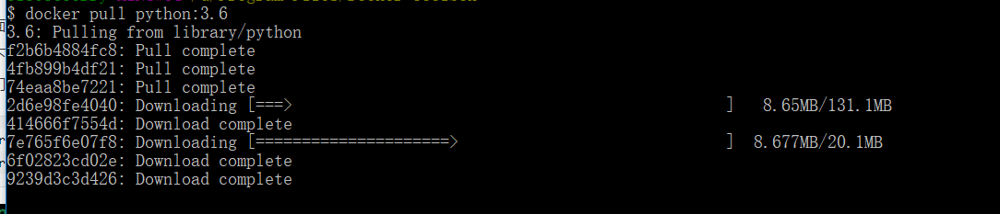 $ docker pull python:3.6
3.6: Pulling from library/python
f2b6b4884fc8: Pull complete
4fb899b4df21: Pull complete
74eaa8be7221: Pull complete
2d6e98fe4040: Downloading [===>                                               ]   8.65MB/131.1MB
414666f7554d: Download complete
7e765f6e07f8: Downloading [=====================>                             ]  8.677MB/20.1MB
6f02823cd02e: Download complete
9239d3c3d426: Download complete